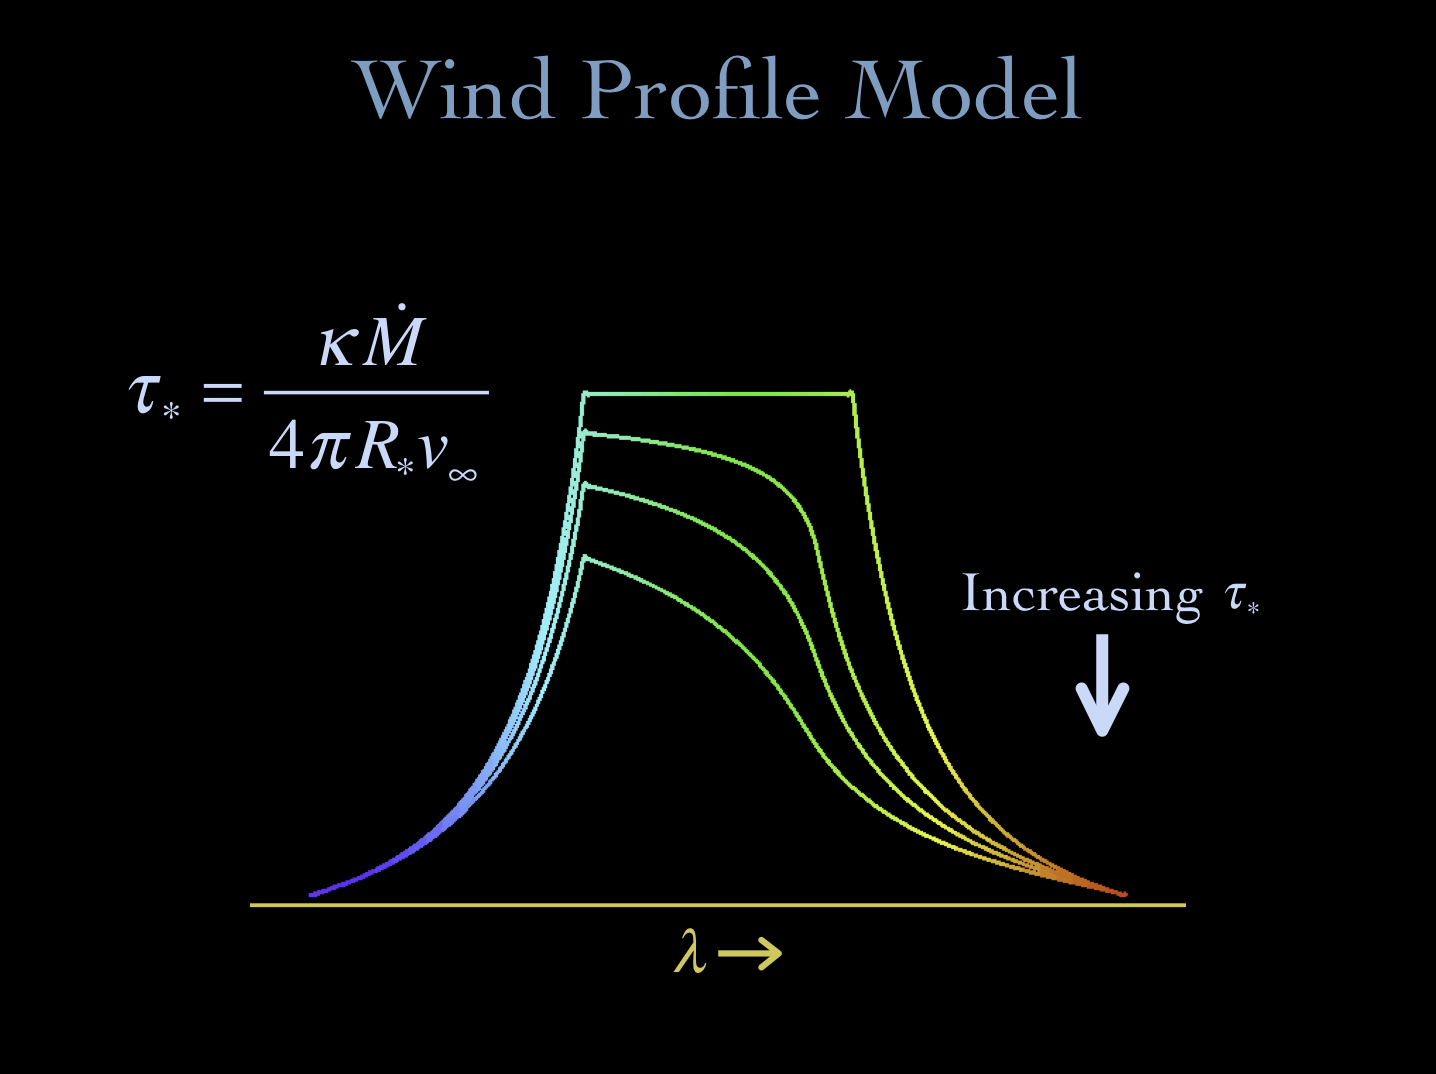 Wind Profile Model
τ* = κṀ / 4πR*v∞
Increasing τ*
λ →